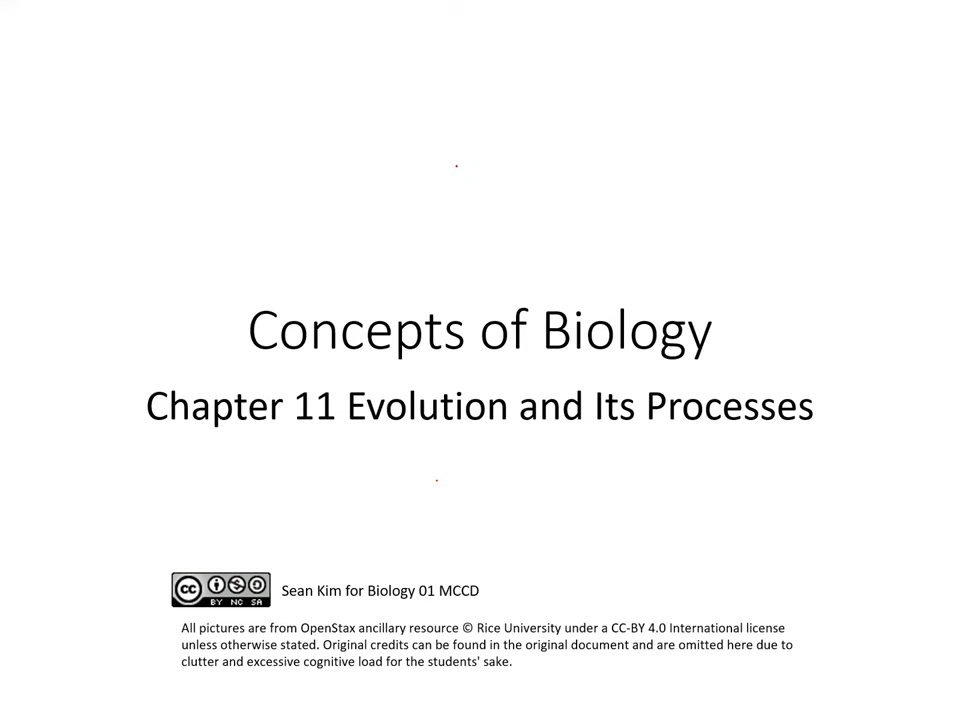 Concepts of Biology
Chapter 11 Evolution and Its Processes
cc BY NC SA
Sean Kim for Biology 01 MCCD
All pictures are from OpenStax ancillary resource © Rice University under a CC-BY 4.0 International license
unless otherwise stated. Original credits can be found in the original document and are omitted here due to
clutter and excessive cognitive load for the students' sake.